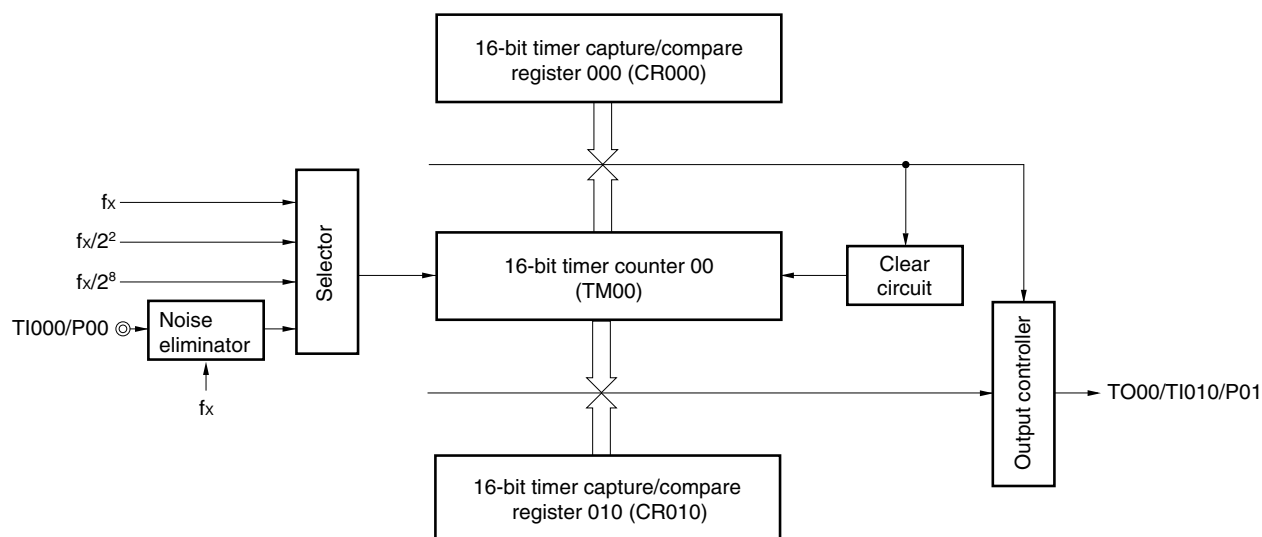 16-bit timer capture/compare
register 000 (CR000)
fx
fx/2²
fx/2⁸
TI000/P00
Noise
eliminator
fx
Selector
16-bit timer counter 00
(TM00)
Clear
circuit
Output controller
TO00/TI010/P01
16-bit timer capture/compare
register 010 (CR010)